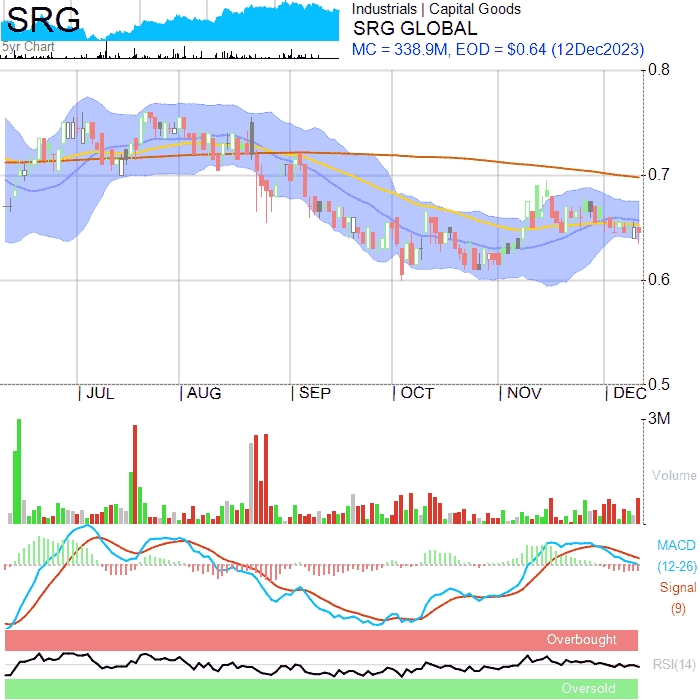 SRG
5yr Chart
Industrials | Capital Goods
SRG GLOBAL
MC = 338.9M, EOD = $0.64 (12Dec2023)
0.8
0.7
0.6
0.5
| JUL | AUG | SEP | OCT | NOV | DEC
3M
Volume
MACD
(12-26)
Signal
(9)
Overbought
RSI(14)
Oversold